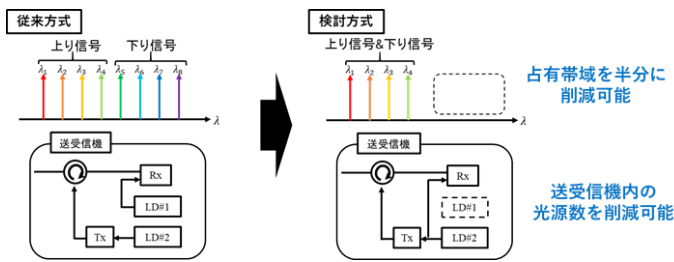 従来方式
上り信号 下り信号
λ1 λ2 λ3 λ4 λ5 λ6 λ7 λ8
λ
送受信機
Rx
LD#1
Tx
LD#2
検討方式
上り信号&下り信号
λ1 λ2 λ3 λ4
λ
送受信機
Rx
LD#1
Tx
LD#2
占有帯域を半分に
削減可能
送受信機内の
光源数を削減可能